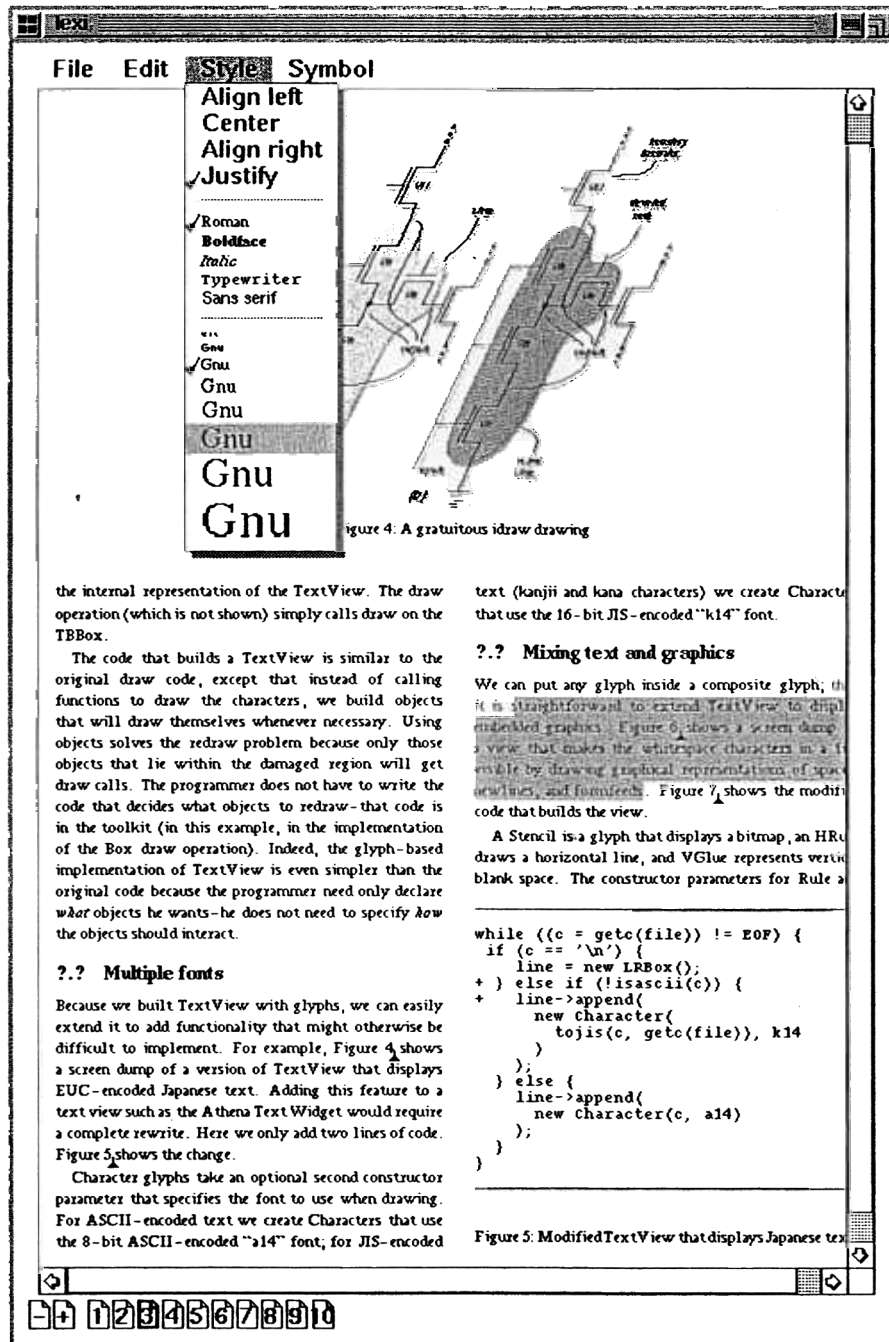 Lexi
File Edit Style Symbol
Align left
Center
Align right
Justify
Roman
Boldface
Italic
Typewriter
Sans serif
Gnu
Gnu
Gnu
Gnu
Gnu
Gnu
Gnu
igure 4: A gratuitous idraw drawing
the internal representation of the TextView. The draw
operation (which is not shown) simply calls draw on the
TBBox.
The code that builds a TextView is similar to the
original draw code, except that instead of calling
functions to draw the characters, we build objects
that will draw themselves whenever necessary. Using
objects solves the redraw problem because only those
objects that lie within the damaged region will get
draw calls. The programmer does not have to write the
code that decides what objects to redraw-that code is
in the toolkit (in this example, in the implementation
of the Box draw operation). Indeed, the glyph-based
implementation of TextView is even simpler than the
original code because the programmer need only declare
what objects he wants-he does not need to specify how
the objects should interact.
?.? Multiple fonts
Because we built TextView with glyphs, we can easily
extend it to add functionality that might otherwise be
difficult to implement. For example, Figure 4 shows
a screen dump of a version of TextView that displays
EUC-encoded Japanese text. Adding this feature to a
text view such as the Athena Text Widget would require
a complete rewrite. Here we only add two lines of code.
Figure 5 shows the change.
Character glyphs take an optional second constructor
parameter that specifies the font to use when drawing.
For ASCII-encoded text we create Characters that use
the 8-bit ASCII-encoded "a14" font; for JIS-encoded
text (kanjii and kana characters) we create Characte
that use the 16-bit JIS-encoded "k14" font.
?.? Mixing text and graphics
We can put any glyph inside a composite glyph; th
it is straightforward to extend TextView to displ
embedded graphics. Figure 6 shows a screen dump
a view that makes the whitespace characters in a fi
visible by drawing graphical representations of space
newlines, and formfeeds. Figure 7 shows the modifi
code that builds the view.
A Stencil is a glyph that displays a bitmap, an HRu
draws a horizontal line, and VGlue represents vertic
blank space. The constructor parameters for Rule a
while ((c = getc(file)) != EOF) {
if (c == '\n') {
line = new LRBox();
+ } else if (!isascii(c)) {
+ line->append(
new Character(
tojis(c, getc(file)), k14
)
);
} else {
line->append(
new Character(c, a14)
);
}
}
Figure 5: Modified TextView that displays Japanese tex
- + 1 2 3 4 5 6 7 8 9 10